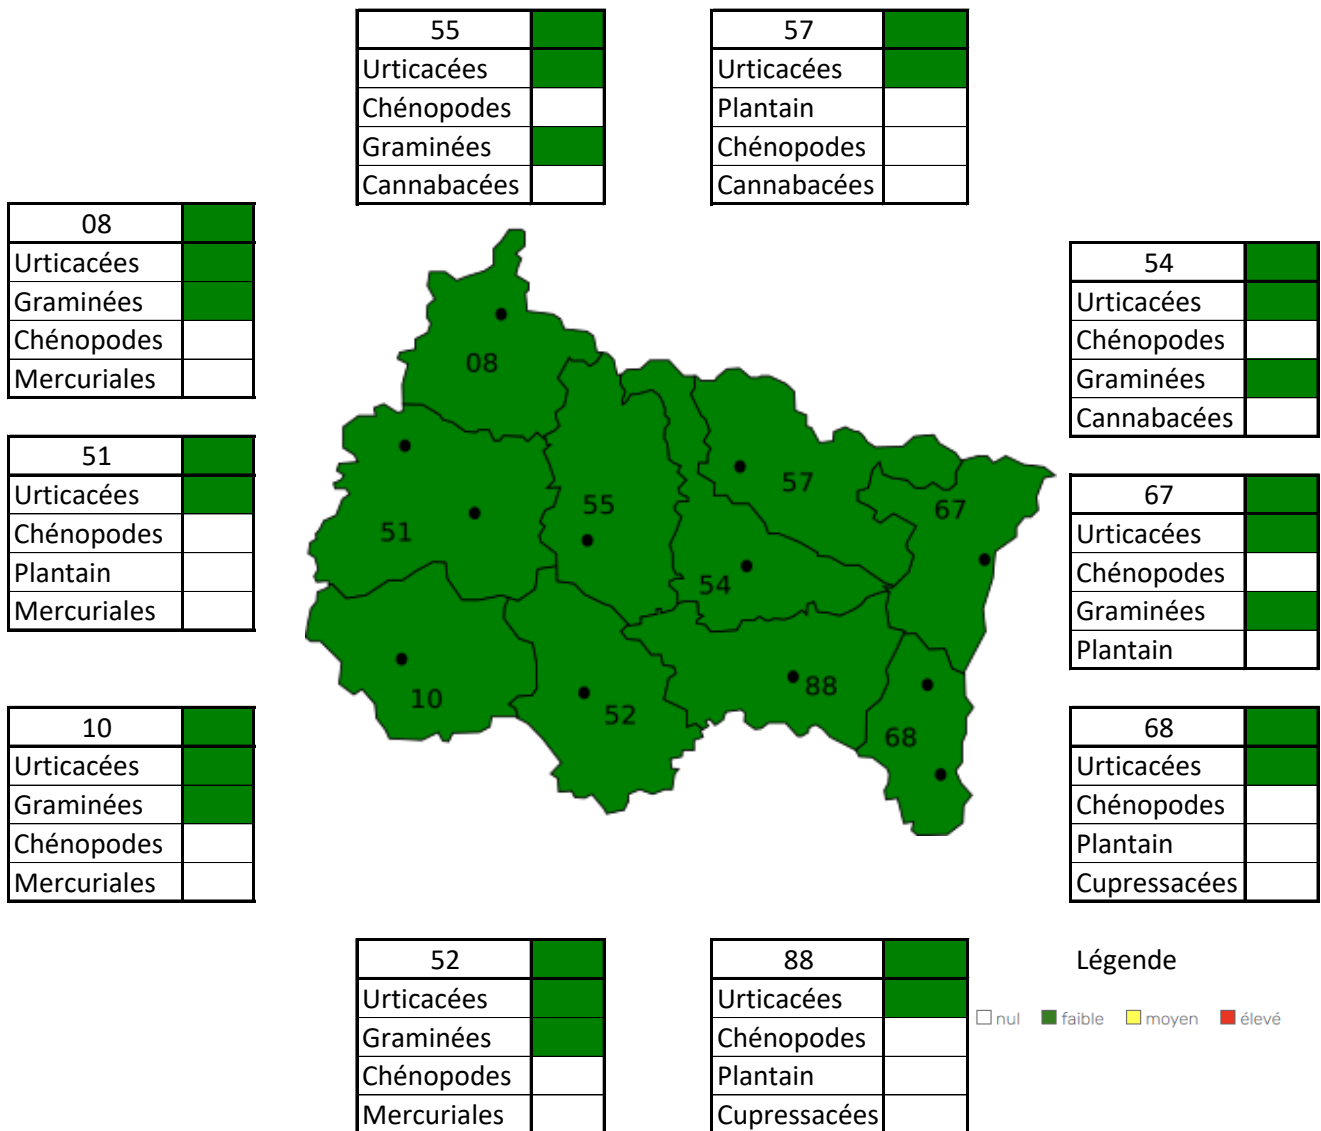 55
Urticacées
Chénopodes
Graminées
Cannabacées
57
Urticacées
Plantain
Chénopodes
Cannabacées
08
Urticacées
Graminées
Chénopodes
Mercuriales
54
Urticacées
Chénopodes
Graminées
Cannabacées
51
Urticacées
Chénopodes
Plantain
Mercuriales
67
Urticacées
Chénopodes
Graminées
Plantain
10
Urticacées
Graminées
Chénopodes
Mercuriales
68
Urticacées
Chénopodes
Plantain
Cupressacées
08
57
55
67
51
54
88
10
52
68
52
Urticacées
Graminées
Chénopodes
Mercuriales
88
Urticacées
Chénopodes
Plantain
Cupressacées
Légende
nul faible moyen élevé